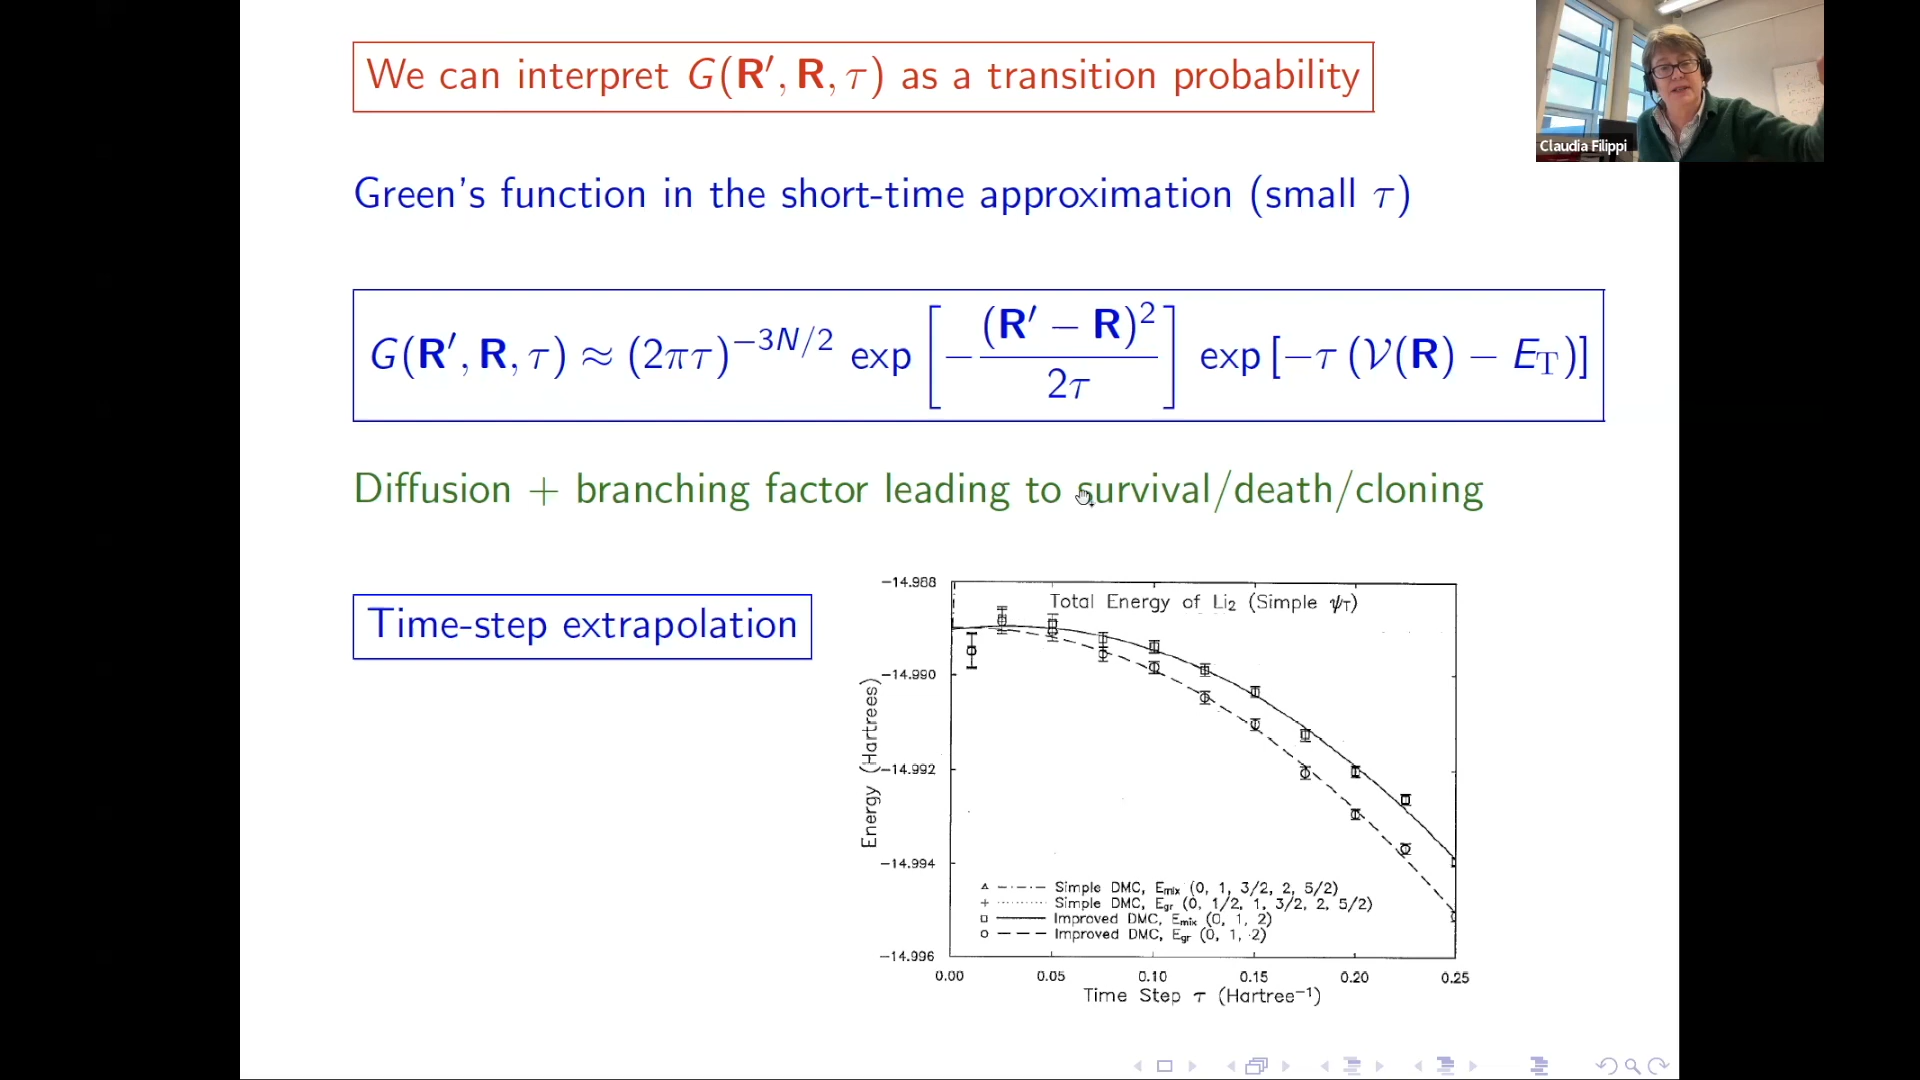 We can interpret G(R′, R, τ) as a transition probability
Claudia Filippi
Green's function in the short-time approximation (small τ)
G(R′, R, τ) ≈ (2πτ)^{−3N/2} exp [ −(R′ − R)^2 / 2τ ] exp [−τ (𝒱(R) − E_T)]
Diffusion + branching factor leading to survival/death/cloning
Time-step extrapolation
Total Energy of Li₂ (Simple ψ_T)
−14.988
−14.990
−14.992
−14.994
−14.996
Energy (Hartrees)
Simple DMC, E_mix (0, 1, 3/2, 2, 5/2)
Simple DMC, E_gr (0, 1/2, 1, 3/2, 2, 5/2)
Improved DMC, E_mix (0, 1, 2)
Improved DMC, E_gr (0, 1, 2)
0.00 0.05 0.10 0.15 0.20 0.25
Time Step τ (Hartree⁻¹)